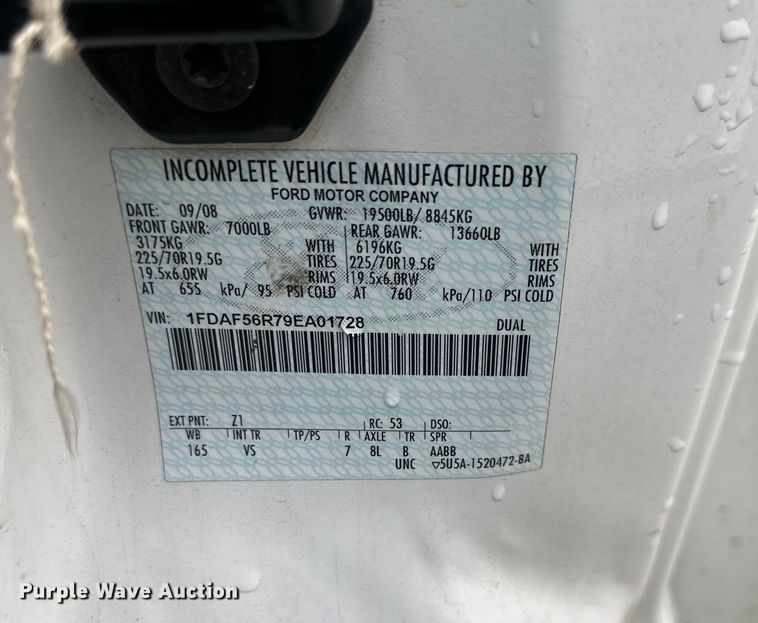 INCOMPLETE VEHICLE MANUFACTURED BY
FORD MOTOR COMPANY
DATE: 09/08 GVWR: 19500LB/ 8845KG
FRONT GAWR: 7000LB REAR GAWR: 13660LB
3175KG WITH 6196KG WITH
225/70R19.5G TIRES 225/70R19.5G TIRES
19.5x6.0RW RIMS 19.5x6.0RW RIMS
AT 655 kPa/ 95 PSI COLD AT 760 kPa/110 PSI COLD
VIN: 1FDAF56R79EA01728 DUAL
EXT PNT: Z1 RC: 53 DSO:
WB INT TR TP/PS R AXLE TR SPR
165 VS 7 8L B AABB
UNC ▽5U5A-1520472-BA
Purple Wave Auction